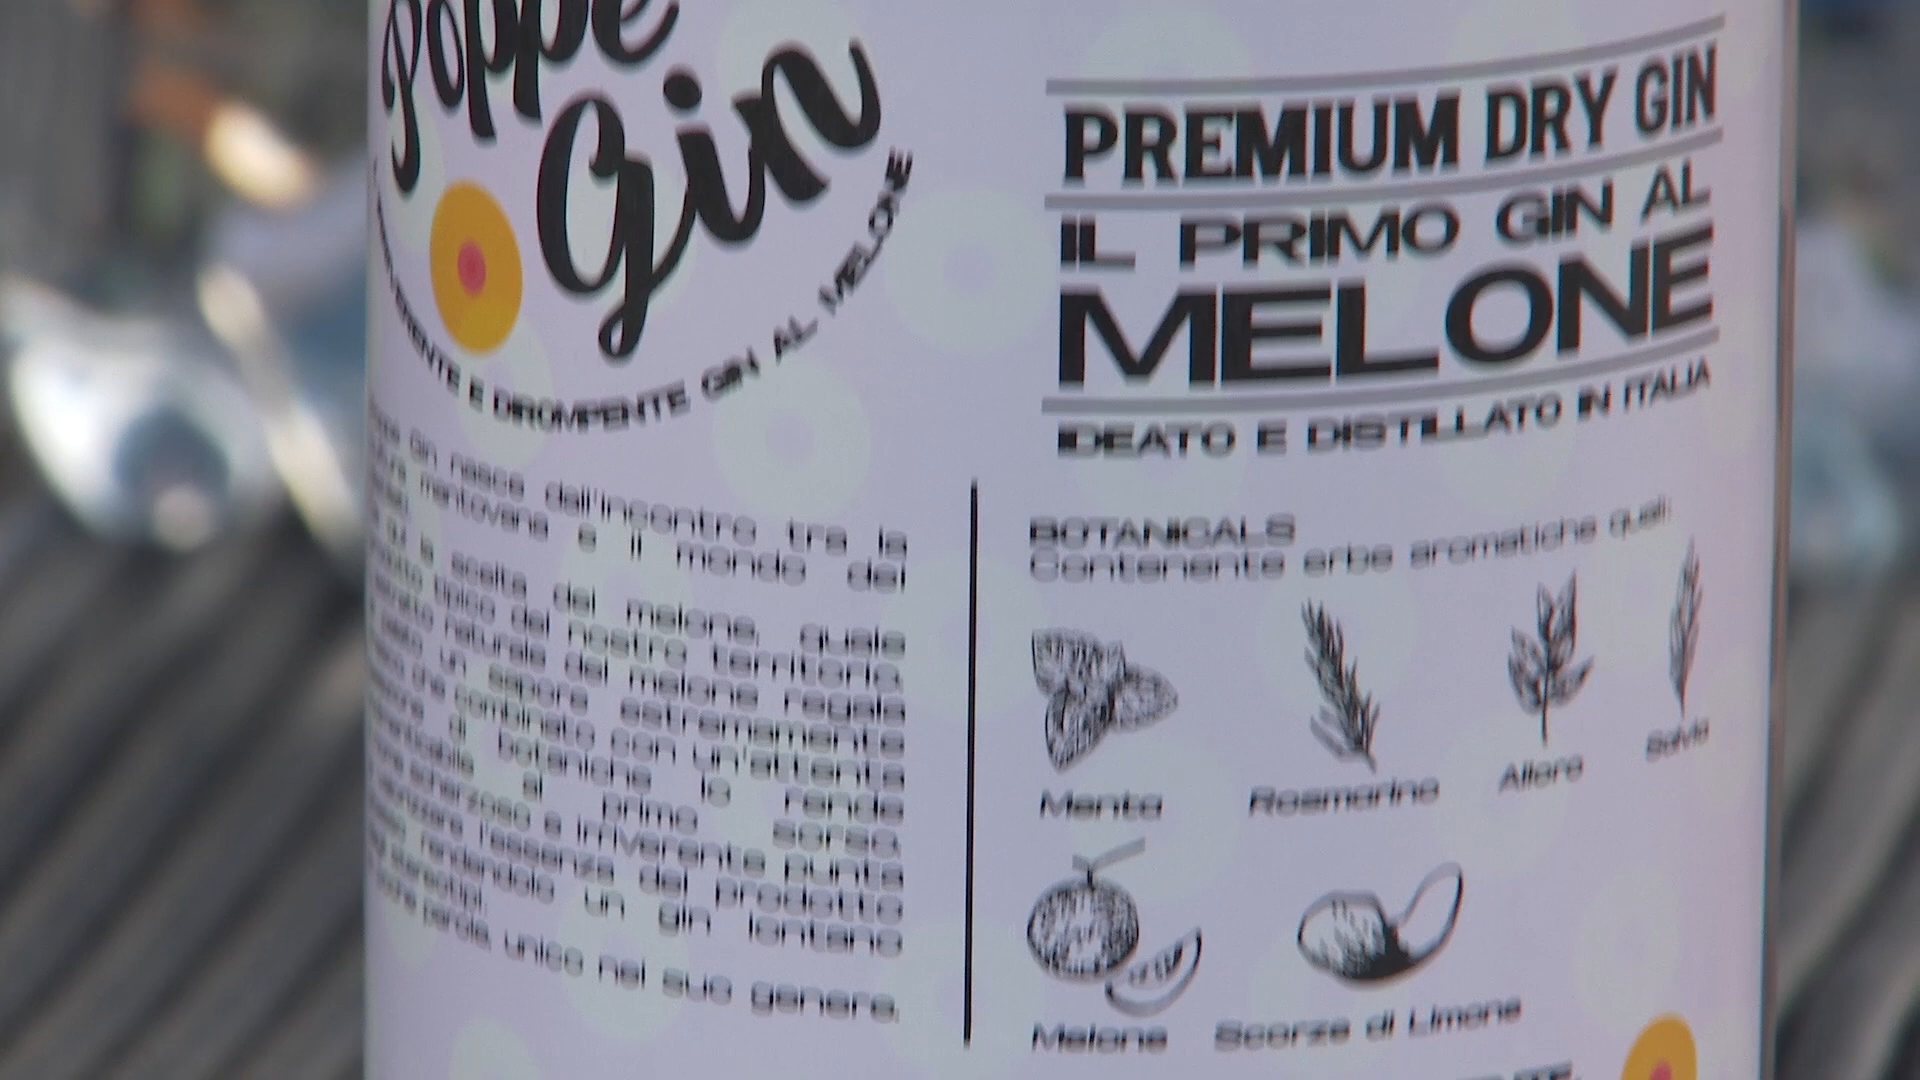 Poppe
Gin
E DIROMPENTE GIN AL MELONE
Gin nasce dall'incontro tra la
mantovana e il mondo dei
la scelta del melone, quale
tipico del nostro territorio
naturale del melone regala
un sapore estremamente
che combinato con un'attenta
di botaniche lo rende
al primo sorso.
scherzoso e irriverente punta
l'essenza del prodotto
rendendolo un gin lontano
stereotipi.
parole, unico nel suo genere.
PREMIUM DRY GIN
IL PRIMO GIN AL
MELONE
IDEATO E DISTILLATO IN ITALIA
BOTANICALS
Contenente erbe aromatiche quali:
Menta
Rosmarino
Alloro
Salvia
Melone
Scorze di Limone